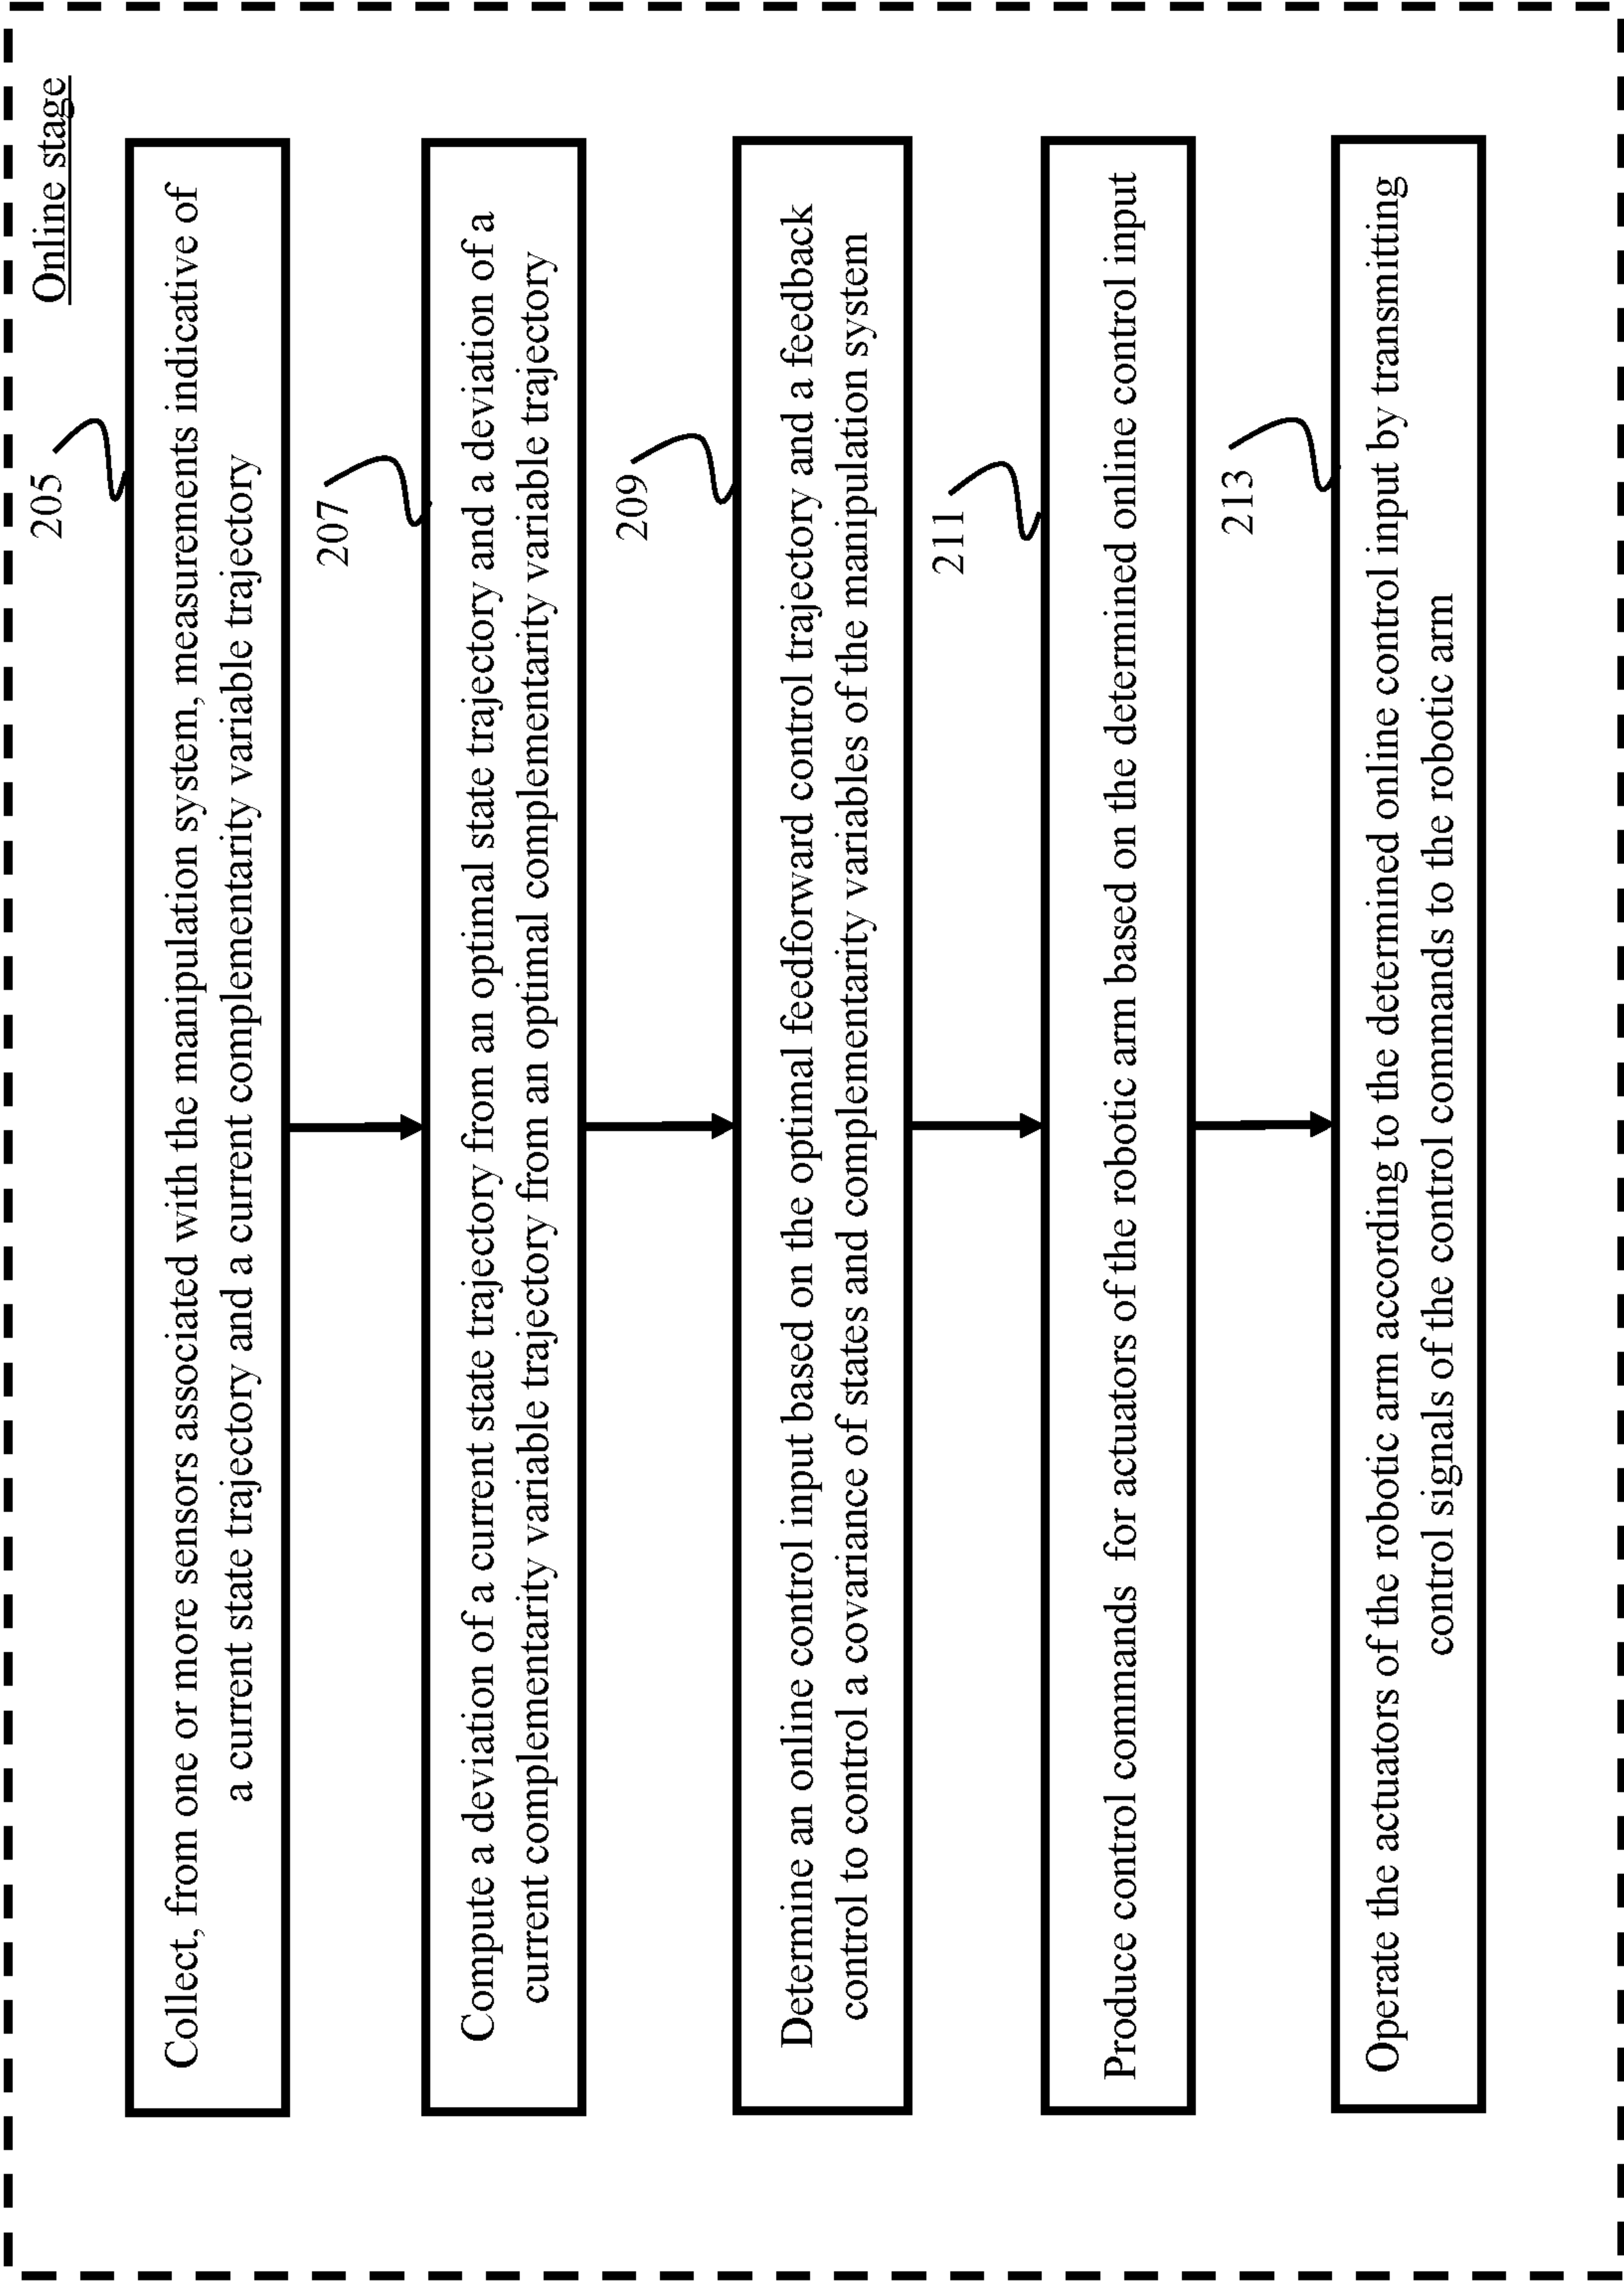 Online stage
205
Collect, from one or more sensors associated with the manipulation system, measurements indicative of
a current state trajectory and a current complementarity variable trajectory
207
Compute a deviation of a current state trajectory from an optimal state trajectory and a deviation of a
current complementarity variable trajectory from an optimal complementarity variable trajectory
209
Determine an online control input based on the optimal feedforward control trajectory and a feedback
control to control a covariance of states and complementarity variables of the manipulation system
211
Produce control commands for actuators of the robotic arm based on the determined online control input
213
Operate the actuators of the robotic arm according to the determined online control input by transmitting
control signals of the control commands to the robotic arm